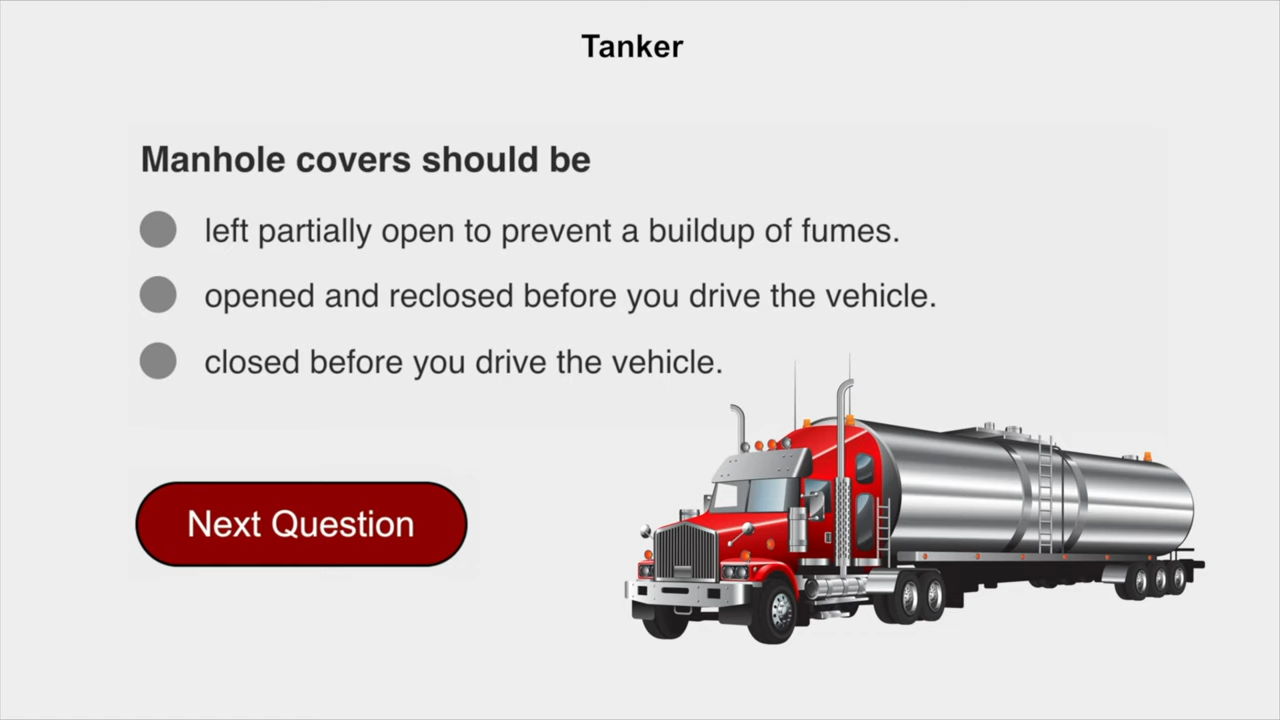 Tanker
Manhole covers should be
left partially open to prevent a buildup of fumes.
opened and reclosed before you drive the vehicle.
closed before you drive the vehicle.
Next Question